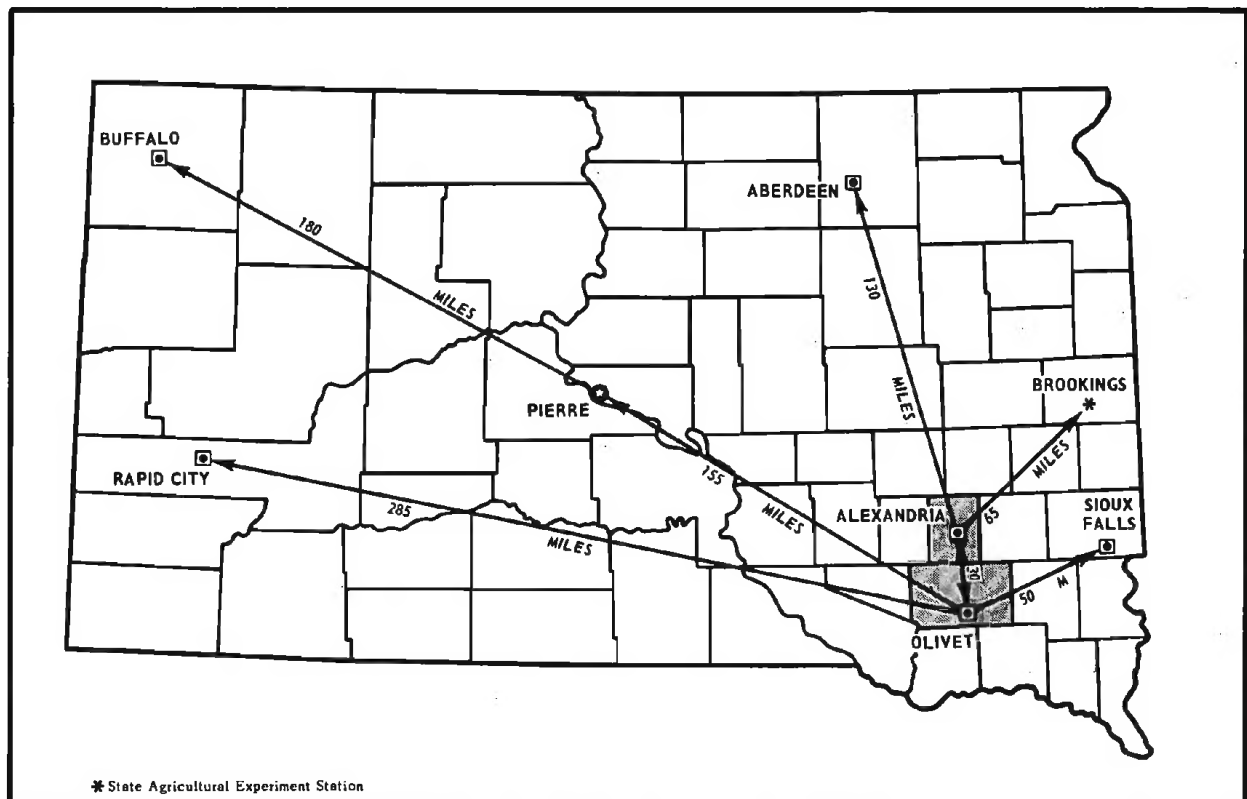 BUFFALO
ABERDEEN
180
MILES
130
MILES
BROOKINGS
*
PIERRE
RAPID CITY
155
MILES
MILES
285
MILES
ALEXANDRIA
65
SIOUX
FALLS
30
50 M
OLIVET
* State Agricultural Experiment Station